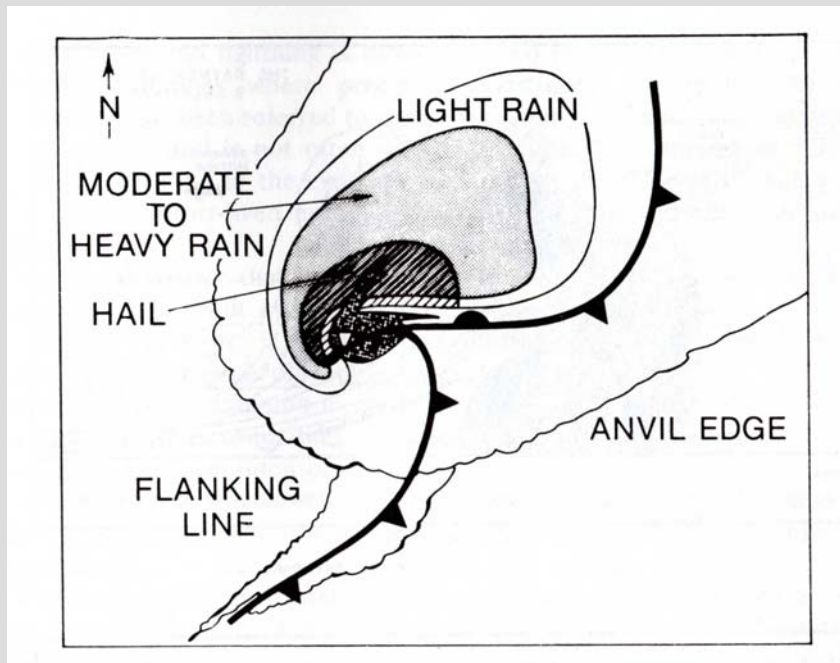 N
LIGHT RAIN
MODERATE
TO
HEAVY RAIN
HAIL
ANVIL EDGE
FLANKING
LINE